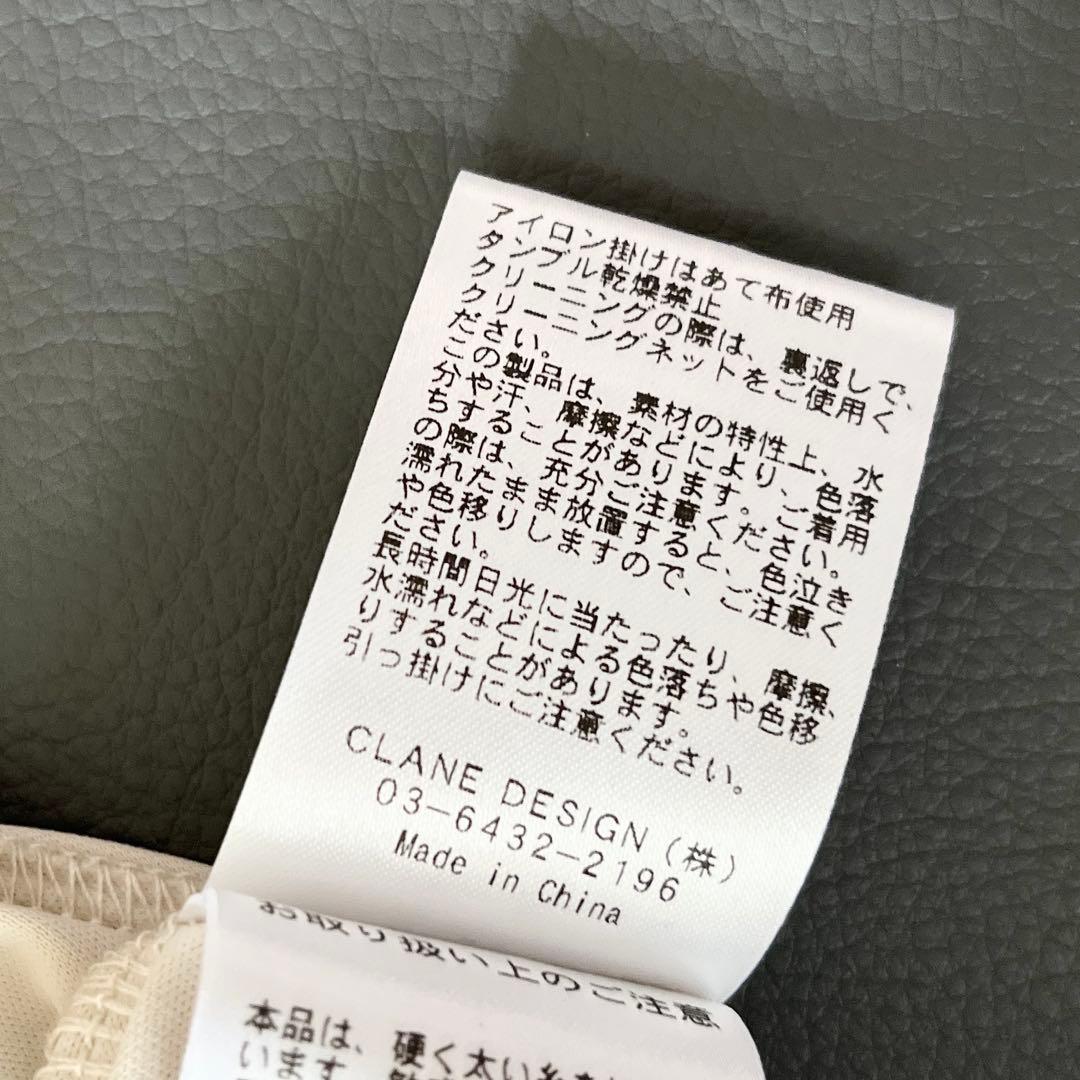 アイロン掛けはあて布使用
タンブル乾燥禁止
クリーニングの際は、裏返しで、
クリーニングネットをご使用く
ださい。
この製品は、素材の特性上、水
分や汗、摩擦などにより、色落
ちすることがあります。ご着用
の際は、充分ご注意ください。
濡れたまま放置すると、色泣き
や色移りしますので、ご注意く
ださい。
長時間日光に当たったり、摩擦、
水濡れなどによる色落ちや色移
りすることがあります。
引っ掛けにご注意ください。
CLANE DESIGN（株）
03-6432-2196
Made in China
お取り扱い上のご注意
本品は、硬く太い糸
います